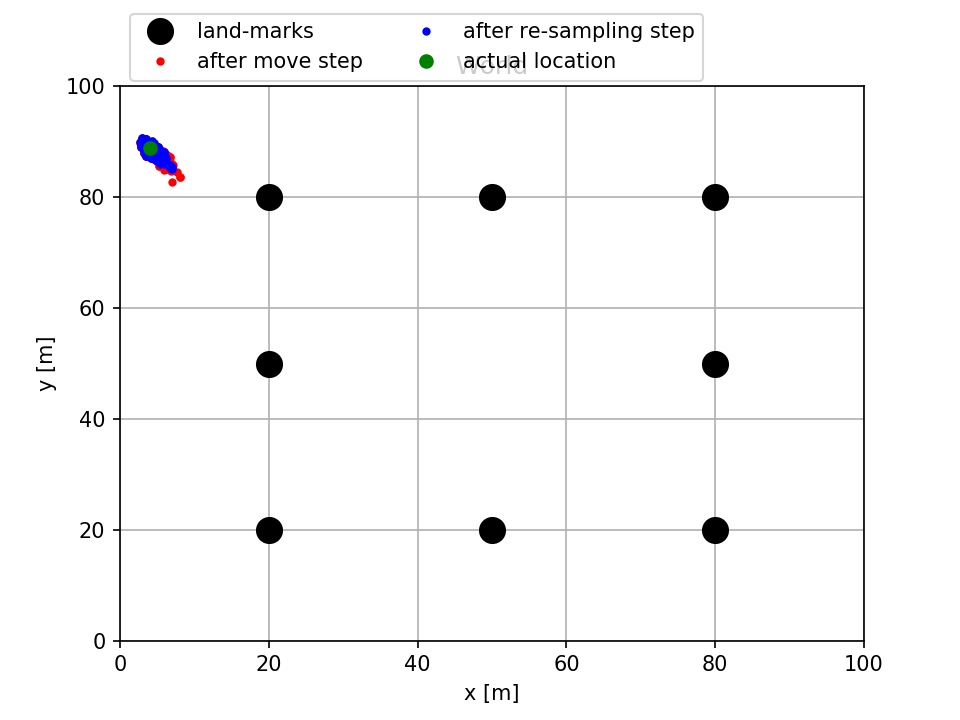 land-marks
after move step
after re-sampling step
actual location
World
100
80
60
40
20
0
y [m]
0 20 40 60 80 100
x [m]